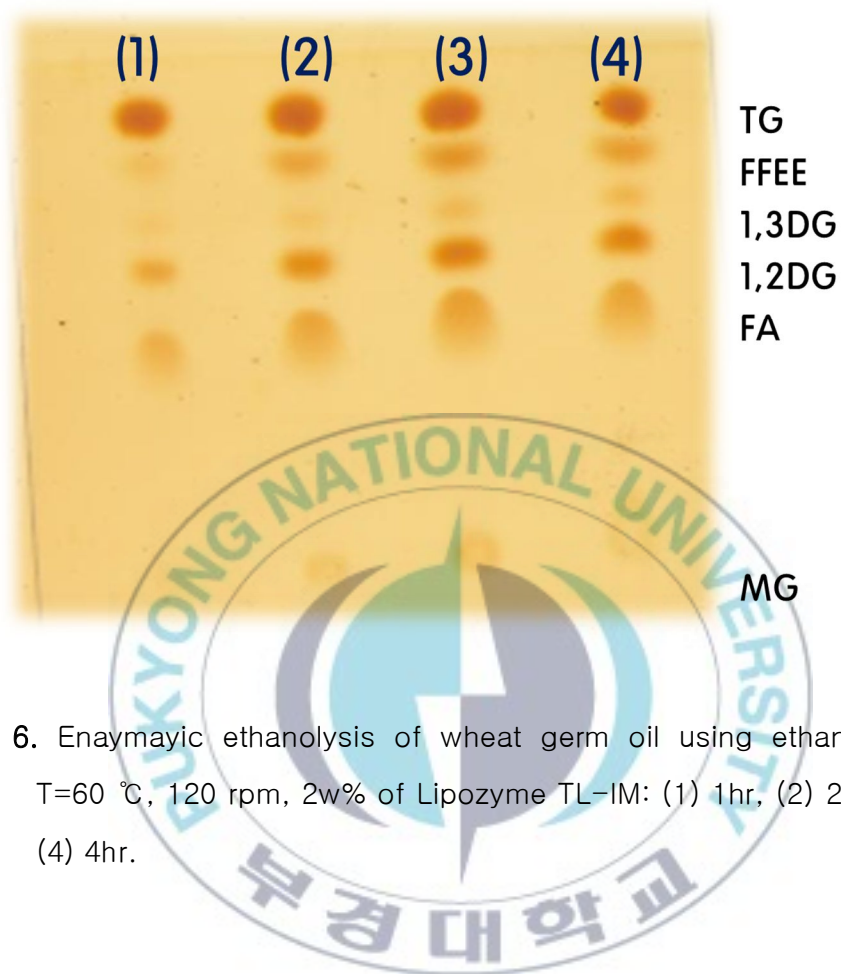 (1) (2) (3) (4)
TG
FFEE
1,3DG
1,2DG
FA
MG
PUKYONG NATIONAL UNIVERSITY
6. Enaymayic ethanolysis of wheat germ oil using ethan
T=60 ℃, 120 rpm, 2w% of Lipozyme TL-IM: (1) 1hr, (2) 2
(4) 4hr.
부경대학교